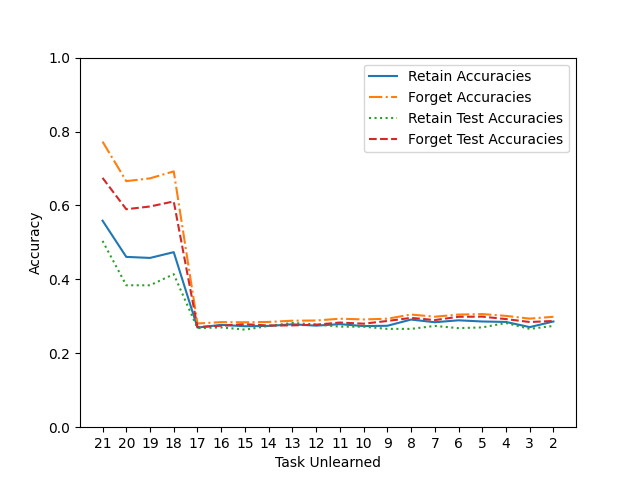 1.0
0.8
0.6
0.4
0.2
0.0
Accuracy
Retain Accuracies
Forget Accuracies
Retain Test Accuracies
Forget Test Accuracies
21 20 19 18 17 16 15 14 13 12 11 10 9 8 7 6 5 4 3 2
Task Unlearned